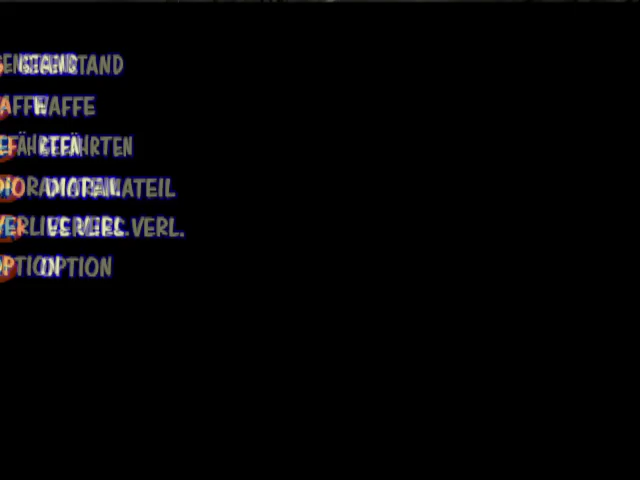 GEGENSTAND
WAFFE
GEFÄHRTEN
DIORAMATEIL
VERLIES VERL.
OPTION